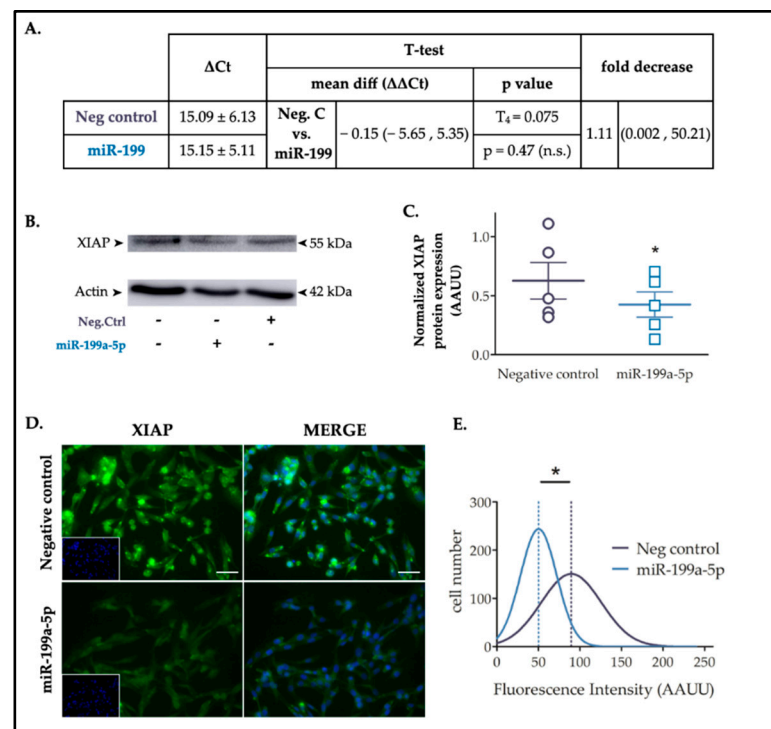 A.
ΔCt
T-test
fold decrease
mean diff (ΔΔCt)
p value
Neg control
15.09 ± 6.13
Neg. C
vs.
miR-199
− 0.15 (− 5.65 , 5.35)
T4 = 0.075
1.11
(0.002 , 50.21)
miR-199
15.15 ± 5.11
p = 0.47 (n.s.)
B.
XIAP
55 kDa
Actin
42 kDa
Neg.Ctrl - - +
miR-199a-5p - + -
C.
Normalized XIAP
protein expression
(AAUU)
1.0
0.5
0.0
*
Negative control
miR-199a-5p
D.
XIAP
MERGE
Negative control
miR-199a-5p
E.
*
cell number
300
200
100
0
0 50 100 150 200 250
Neg control
miR-199a-5p
Fluorescence Intensity (AAUU)